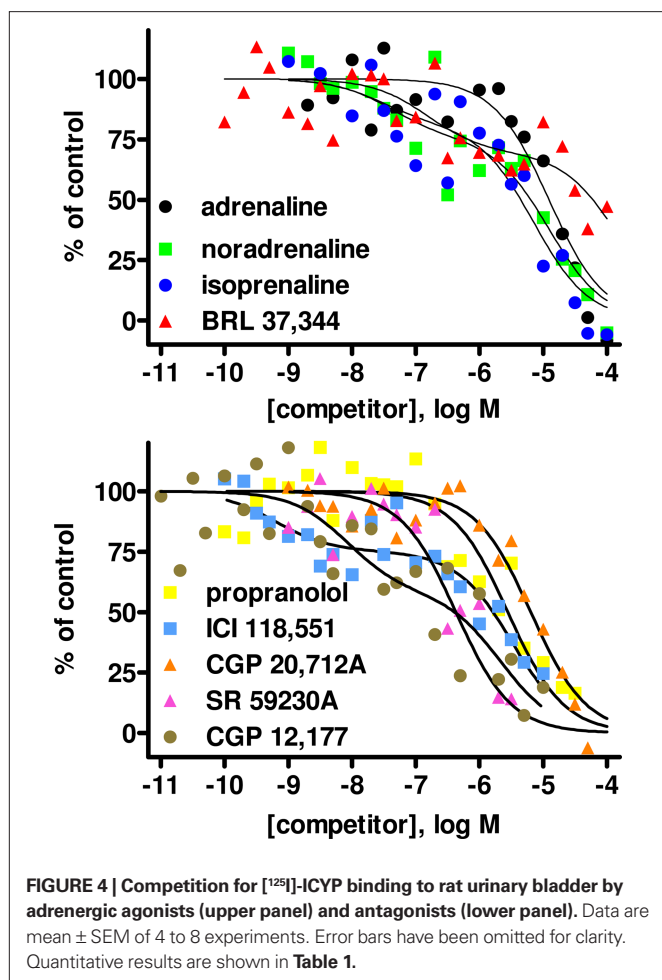 100
75
50
25
0
% of control
adrenaline
noradrenaline
isoprenaline
BRL 37,344
-11 -10 -9 -8 -7 -6 -5 -4
[competitor], log M
100
75
50
25
0
% of control
propranolol
ICI 118,551
CGP 20,712A
SR 59230A
CGP 12,177
-11 -10 -9 -8 -7 -6 -5 -4
[competitor], log M
FIGURE 4 | Competition for [¹²⁵I]-ICYP binding to rat urinary bladder by
adrenergic agonists (upper panel) and antagonists (lower panel). Data are
mean ± SEM of 4 to 8 experiments. Error bars have been omitted for clarity.
Quantitative results are shown in Table 1.